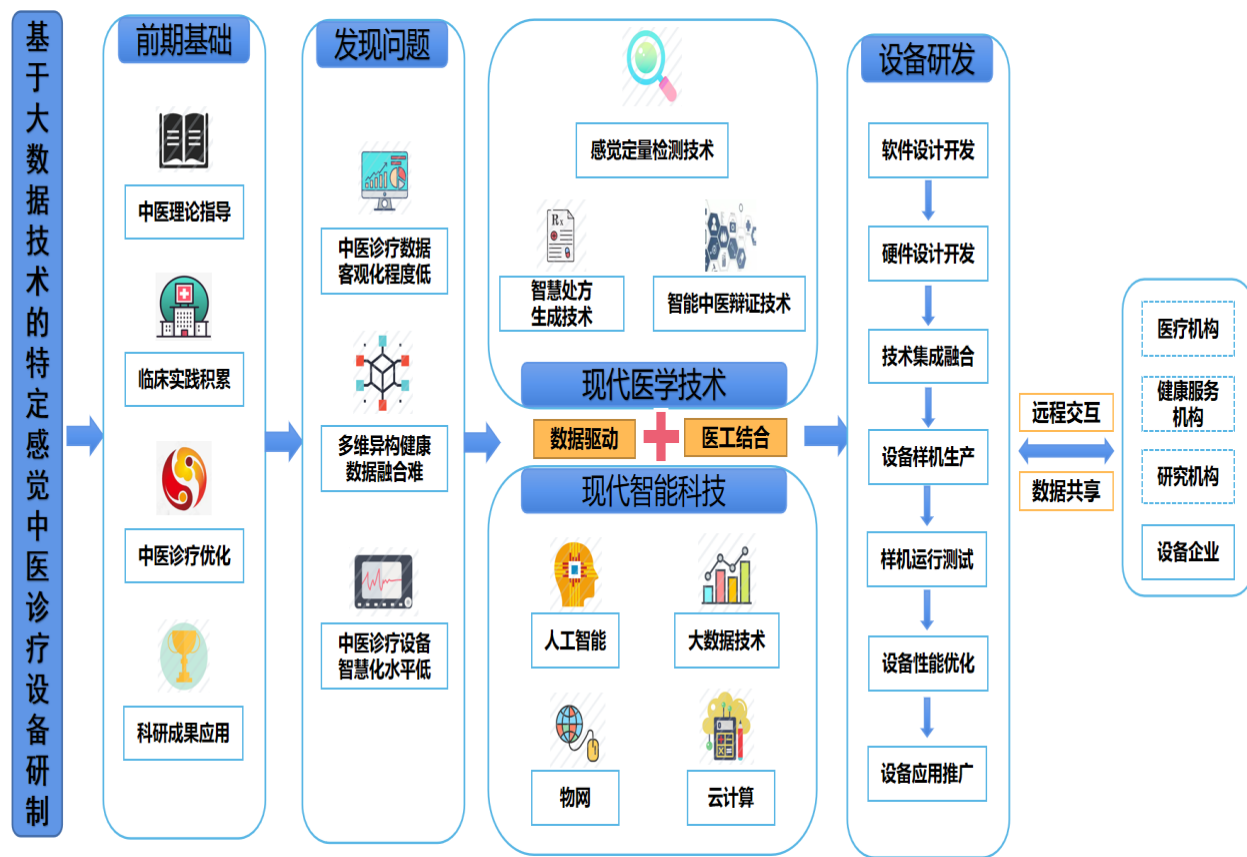 基于大数据技术的特定感觉中医诊疗设备研制
前期基础
中医理论指导
临床实践积累
中医诊疗优化
科研成果应用
发现问题
中医诊疗数据
客观化程度低
多维异构健康
数据融合难
中医诊疗设备
智慧化水平低
感觉定量检测技术
Rx
智慧处方
生成技术
智能中医辩证技术
现代医学技术
数据驱动
医工结合
现代智能科技
人工智能
大数据技术
物网
云计算
设备研发
软件设计开发
硬件设计开发
技术集成融合
设备样机生产
样机运行测试
设备性能优化
设备应用推广
远程交互
数据共享
医疗机构
健康服务
机构
研究机构
设备企业